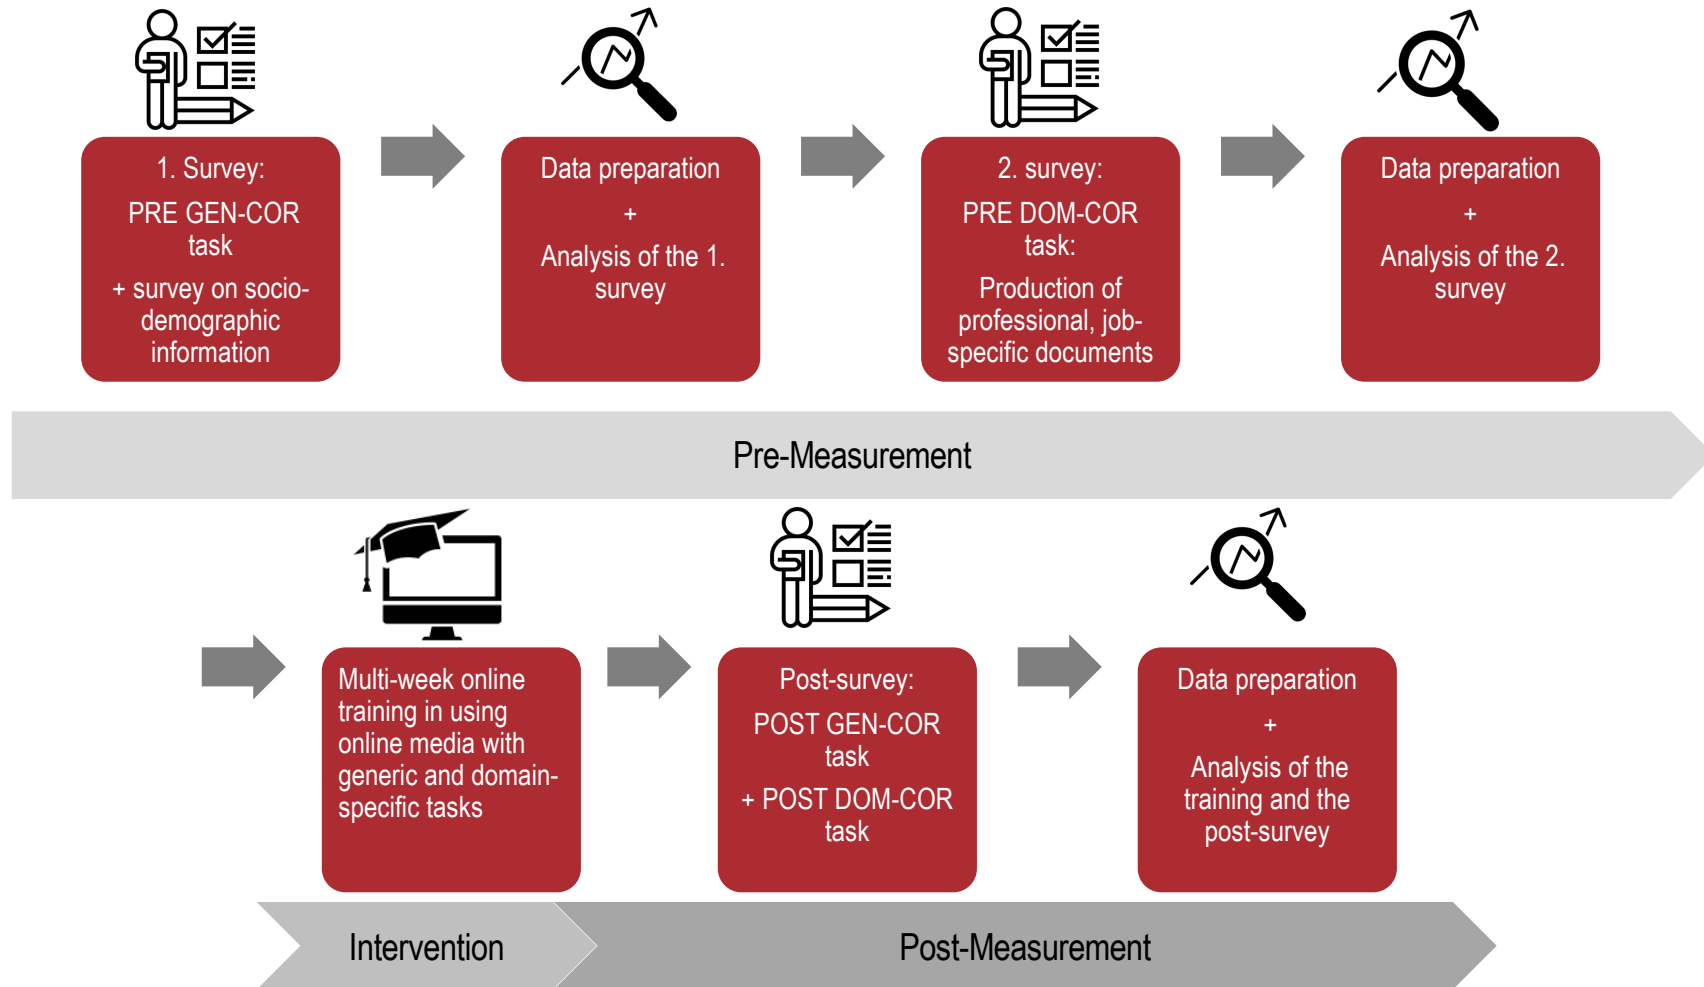 1. Survey:
PRE GEN-COR
task
+ survey on socio-
demographic
information
Data preparation
+
Analysis of the 1.
survey
2. survey:
PRE DOM-COR
task:
Production of
professional, job-
specific documents
Data preparation
+
Analysis of the 2.
survey
Pre-Measurement
Multi-week online
training in using
online media with
generic and domain-
specific tasks
Post-survey:
POST GEN-COR
task
+ POST DOM-COR
task
Data preparation
+
Analysis of the
training and the
post-survey
Intervention
Post-Measurement